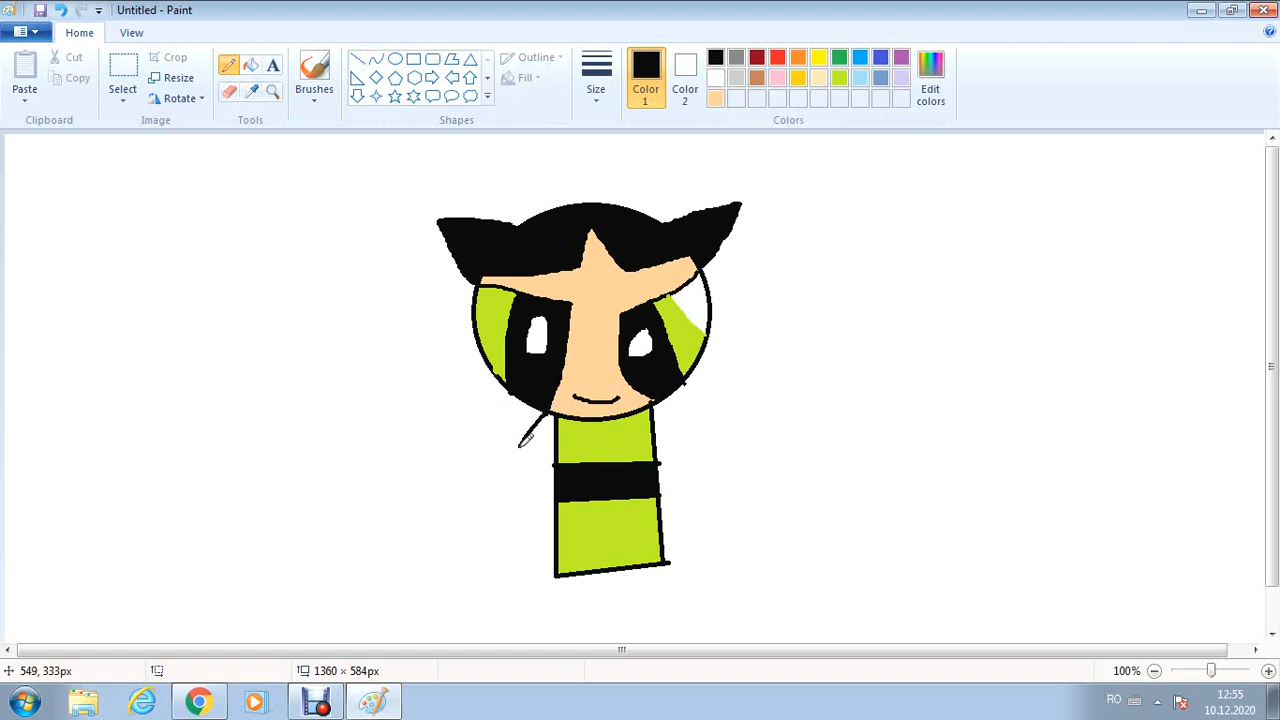 Untitled - Paint
Home
View
Paste
Cut
Copy
Clipboard
Select
Crop
Resize
Rotate
Image
A
Tools
Brushes
Outline
Fill
Shapes
Size
Color
1
Color
2
Edit
colors
Colors
549, 333px
1360 × 584px
100%
RO
12:55
10.12.2020